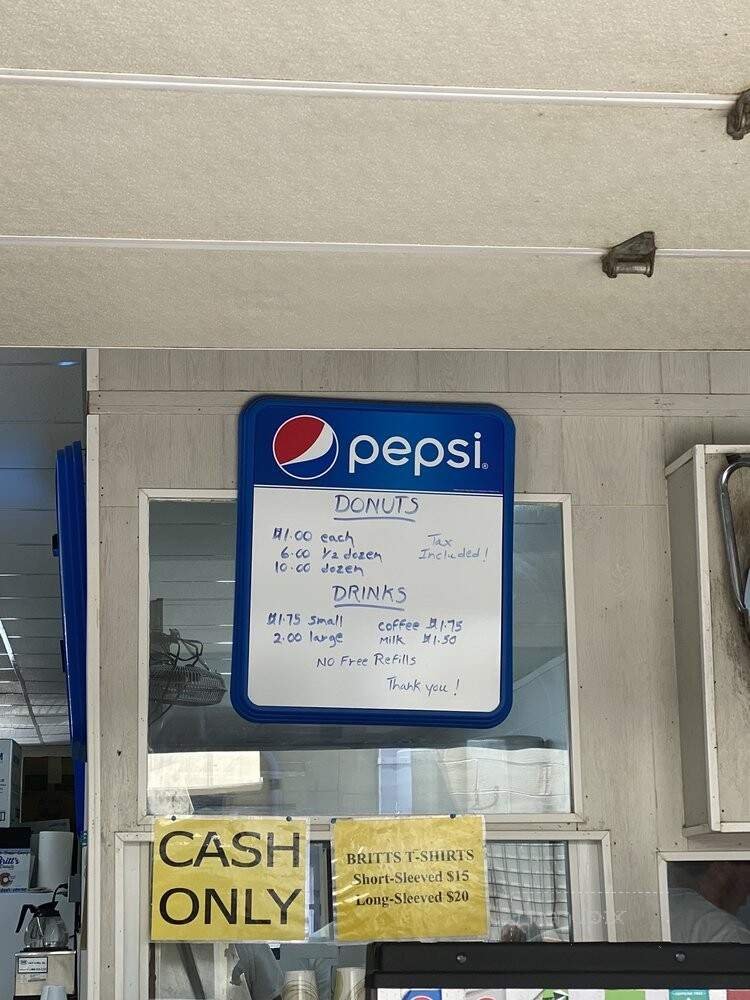 pepsi
DONUTS
$1.00 each
6.00 1/2 dozen
10.00 dozen
Tax
Included!
DRINKS
$1.75 small
2.00 large
coffee $1.75
Milk $1.50
NO Free Refills
Thank you!
CASH
ONLY
BRITTS T-SHIRTS
Short-Sleeved $15
Long-Sleeved $20